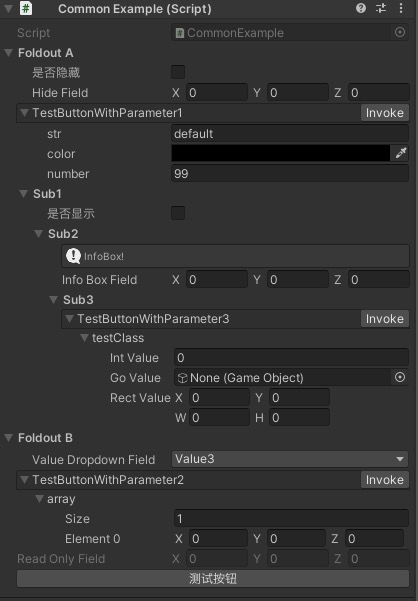 Common Example (Script)
Script CommonExample
Foldout A
是否隐藏
Hide Field X 0 Y 0 Z 0
TestButtonWithParameter1 Invoke
str default
color
number 99
Sub1
是否显示
Sub2
InfoBox!
Info Box Field X 0 Y 0 Z 0
Sub3
TestButtonWithParameter3 Invoke
testClass
Int Value 0
Go Value None (Game Object)
Rect Value X 0 Y 0
W 0 H 0
Foldout B
Value Dropdown Field Value3
TestButtonWithParameter2 Invoke
array
Size 1
Element 0 X 0 Y 0 Z 0
Read Only Field X 0 Y 0 Z 0
测试按钮